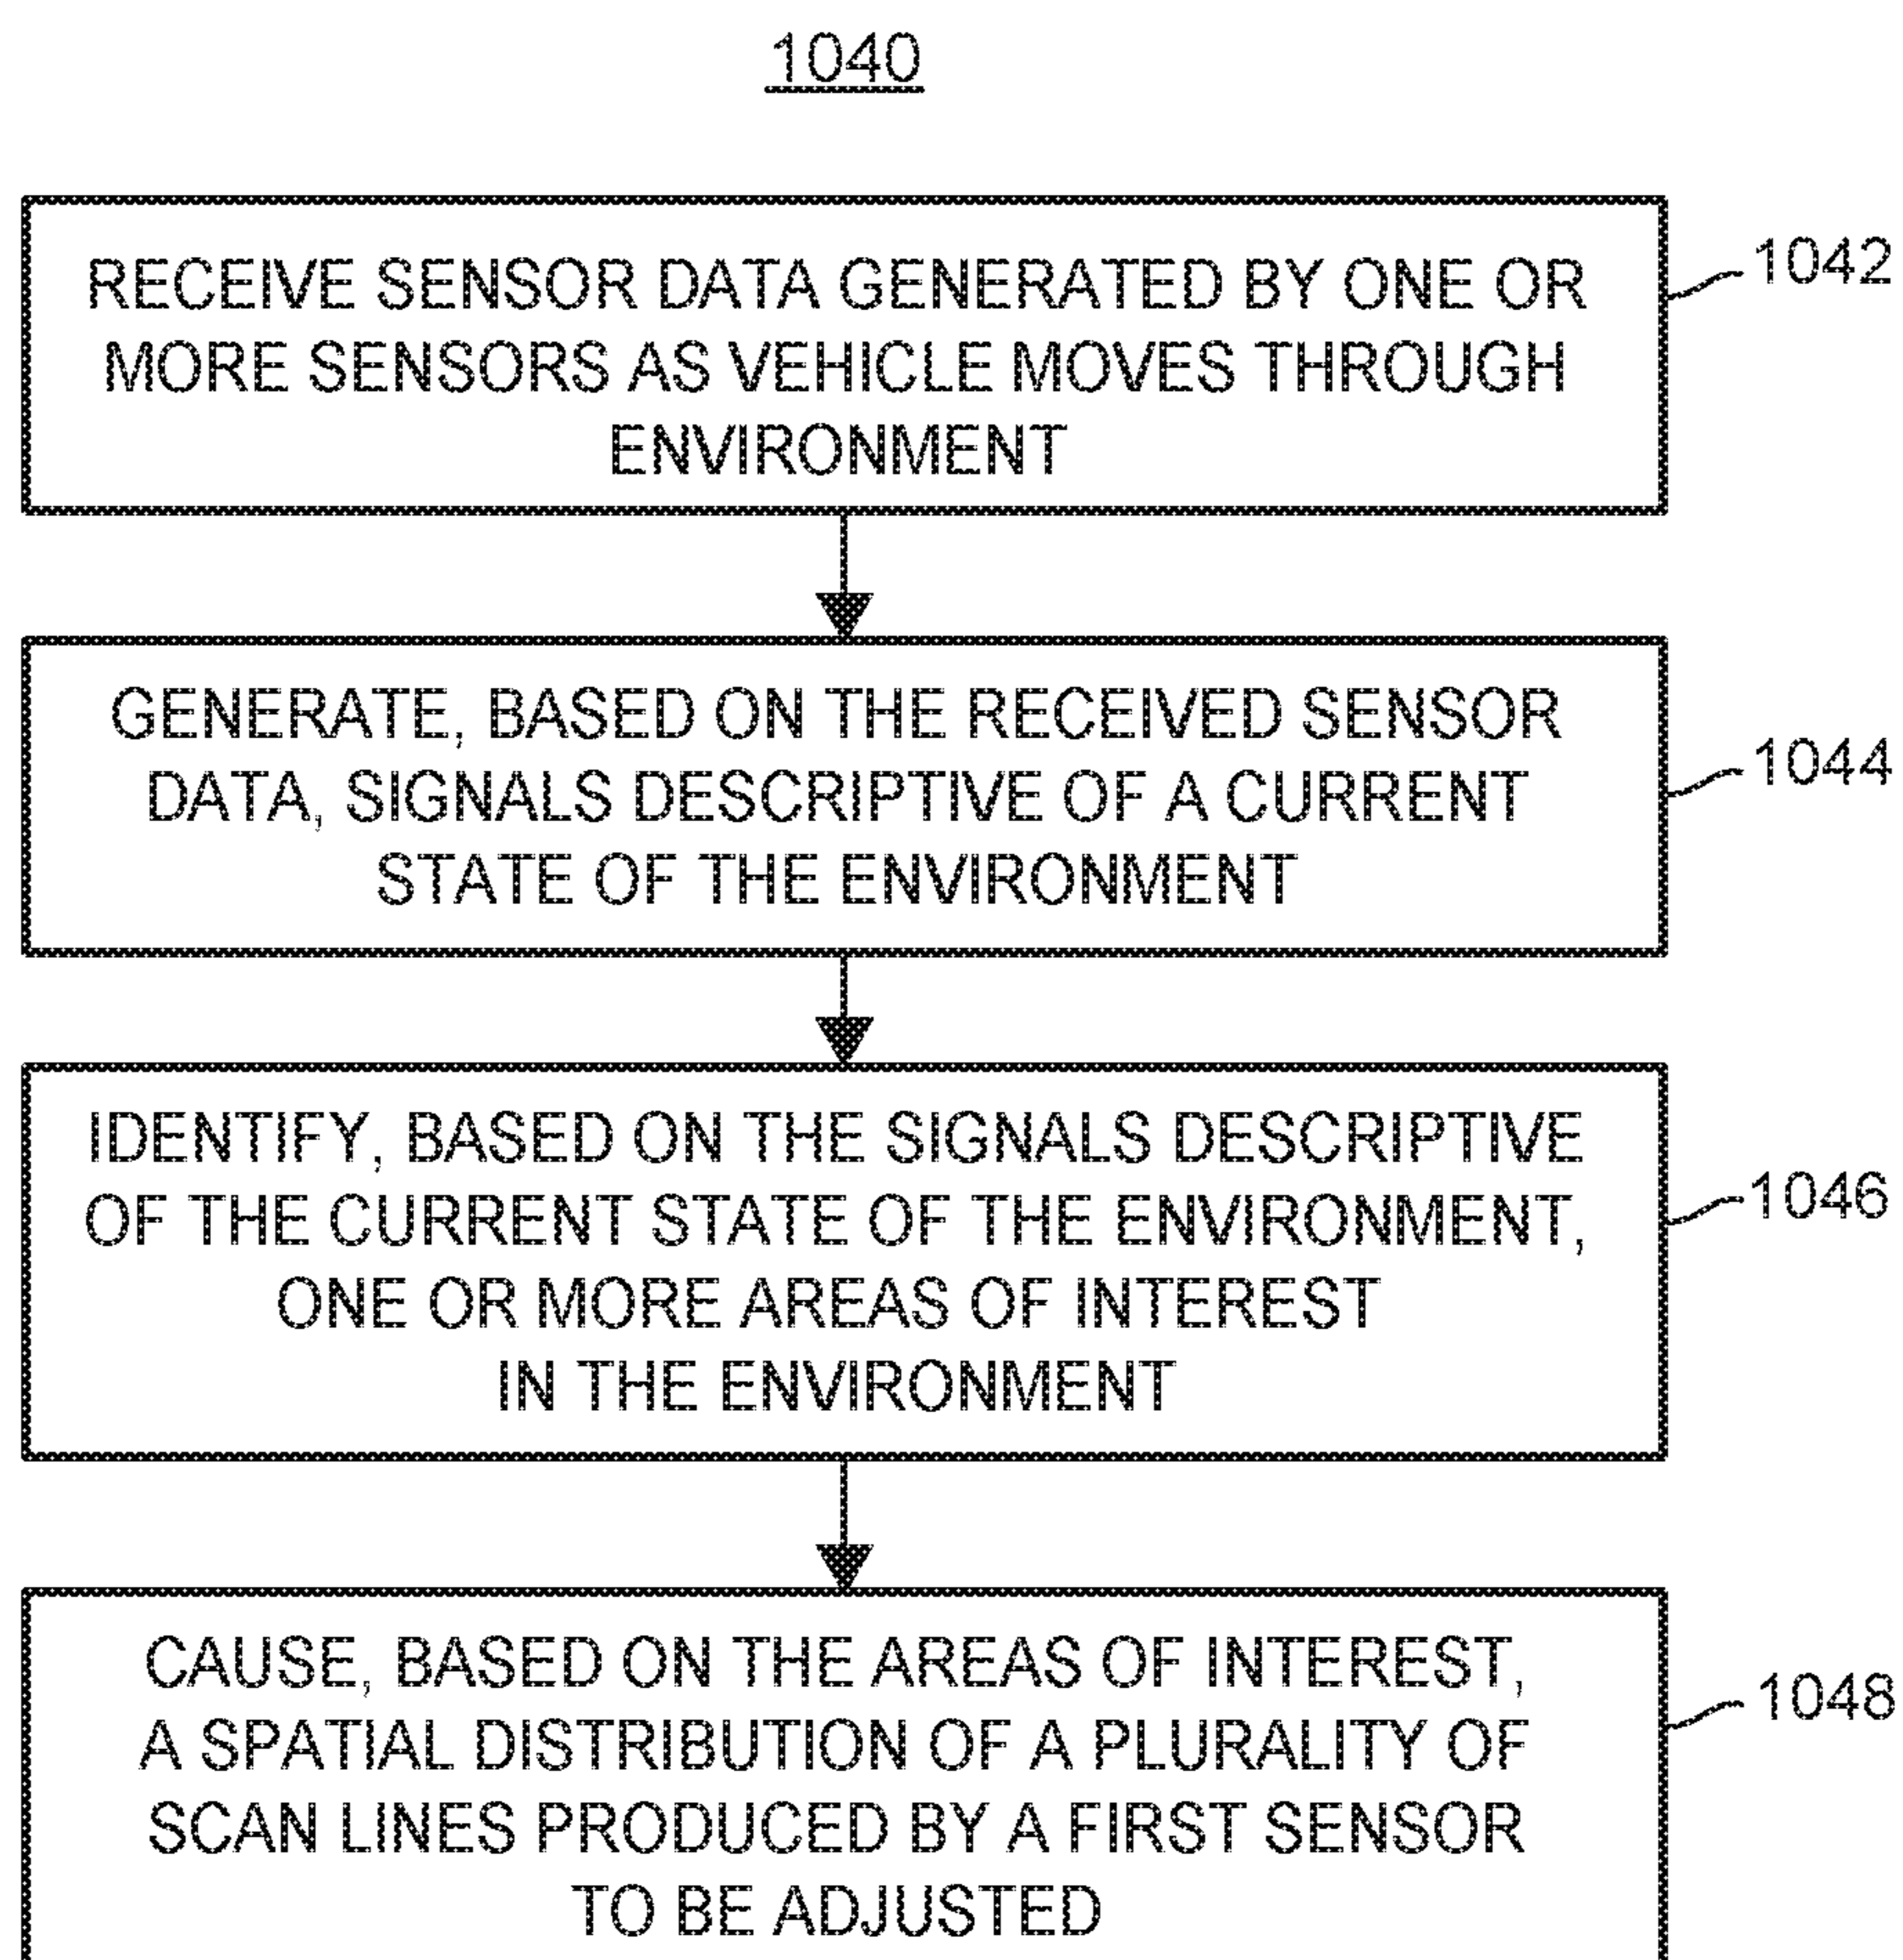 1040
RECEIVE SENSOR DATA GENERATED BY ONE OR
MORE SENSORS AS VEHICLE MOVES THROUGH
ENVIRONMENT
1042
GENERATE, BASED ON THE RECEIVED SENSOR
DATA, SIGNALS DESCRIPTIVE OF A CURRENT
STATE OF THE ENVIRONMENT
1044
IDENTIFY, BASED ON THE SIGNALS DESCRIPTIVE
OF THE CURRENT STATE OF THE ENVIRONMENT,
ONE OR MORE AREAS OF INTEREST
IN THE ENVIRONMENT
1046
CAUSE, BASED ON THE AREAS OF INTEREST,
A SPATIAL DISTRIBUTION OF A PLURALITY OF
SCAN LINES PRODUCED BY A FIRST SENSOR
TO BE ADJUSTED
1048